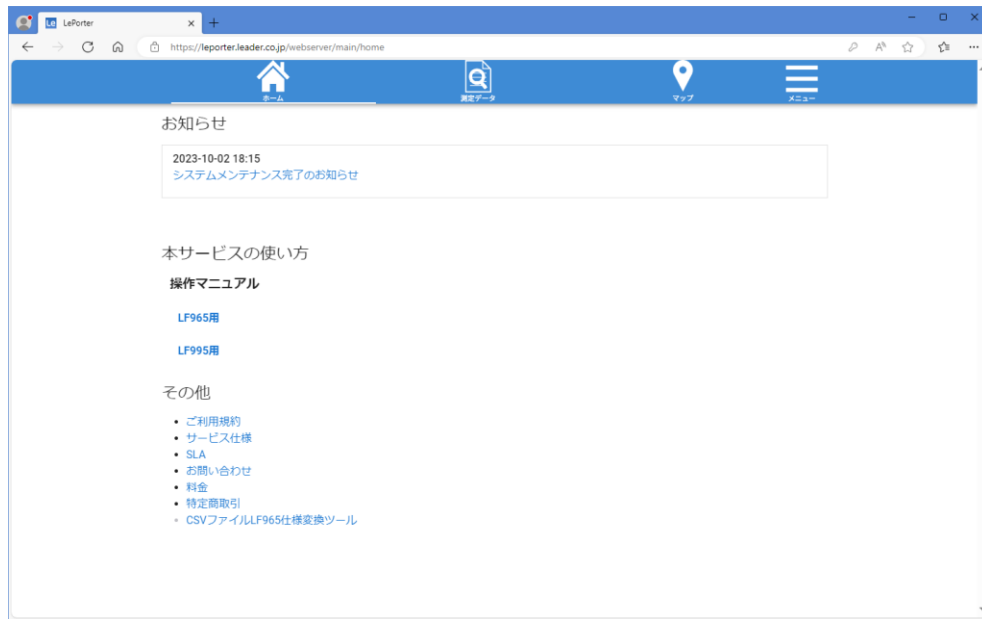 Le LePorter
https://leporter.leader.co.jp/webserver/main/home
ホーム
測定データ
マップ
メニュー
お知らせ
2023-10-02 18:15
システムメンテナンス完了のお知らせ
本サービスの使い方
操作マニュアル
LF965用
LF995用
その他
• ご利用規約
• サービス仕様
• SLA
• お問い合わせ
• 料金
• 特定商取引
• CSVファイルLF965仕様変換ツール